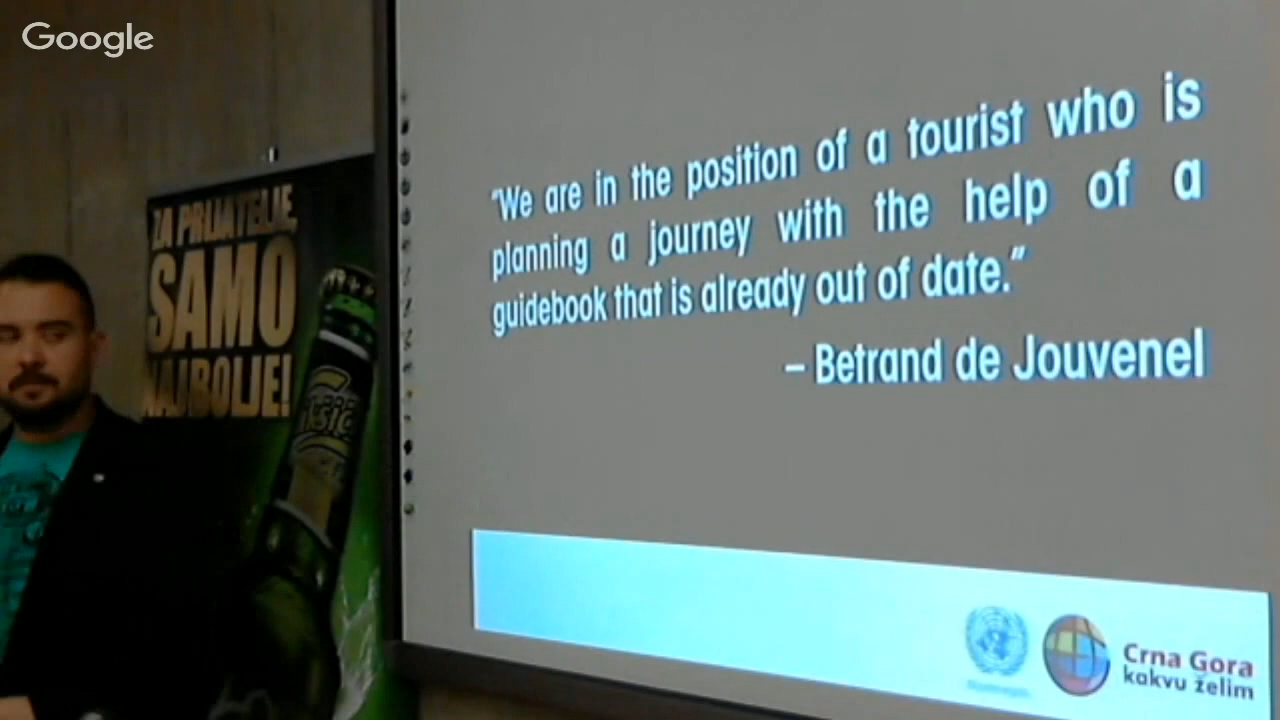 Google
ZA PRIJATELJE,
SAMO
NAJBOLJE!
"We are in the position of a tourist who is
planning a journey with the help of a
guidebook that is already out of date."
– Betrand de Jouvenel
Crna Gora
kakvu želim